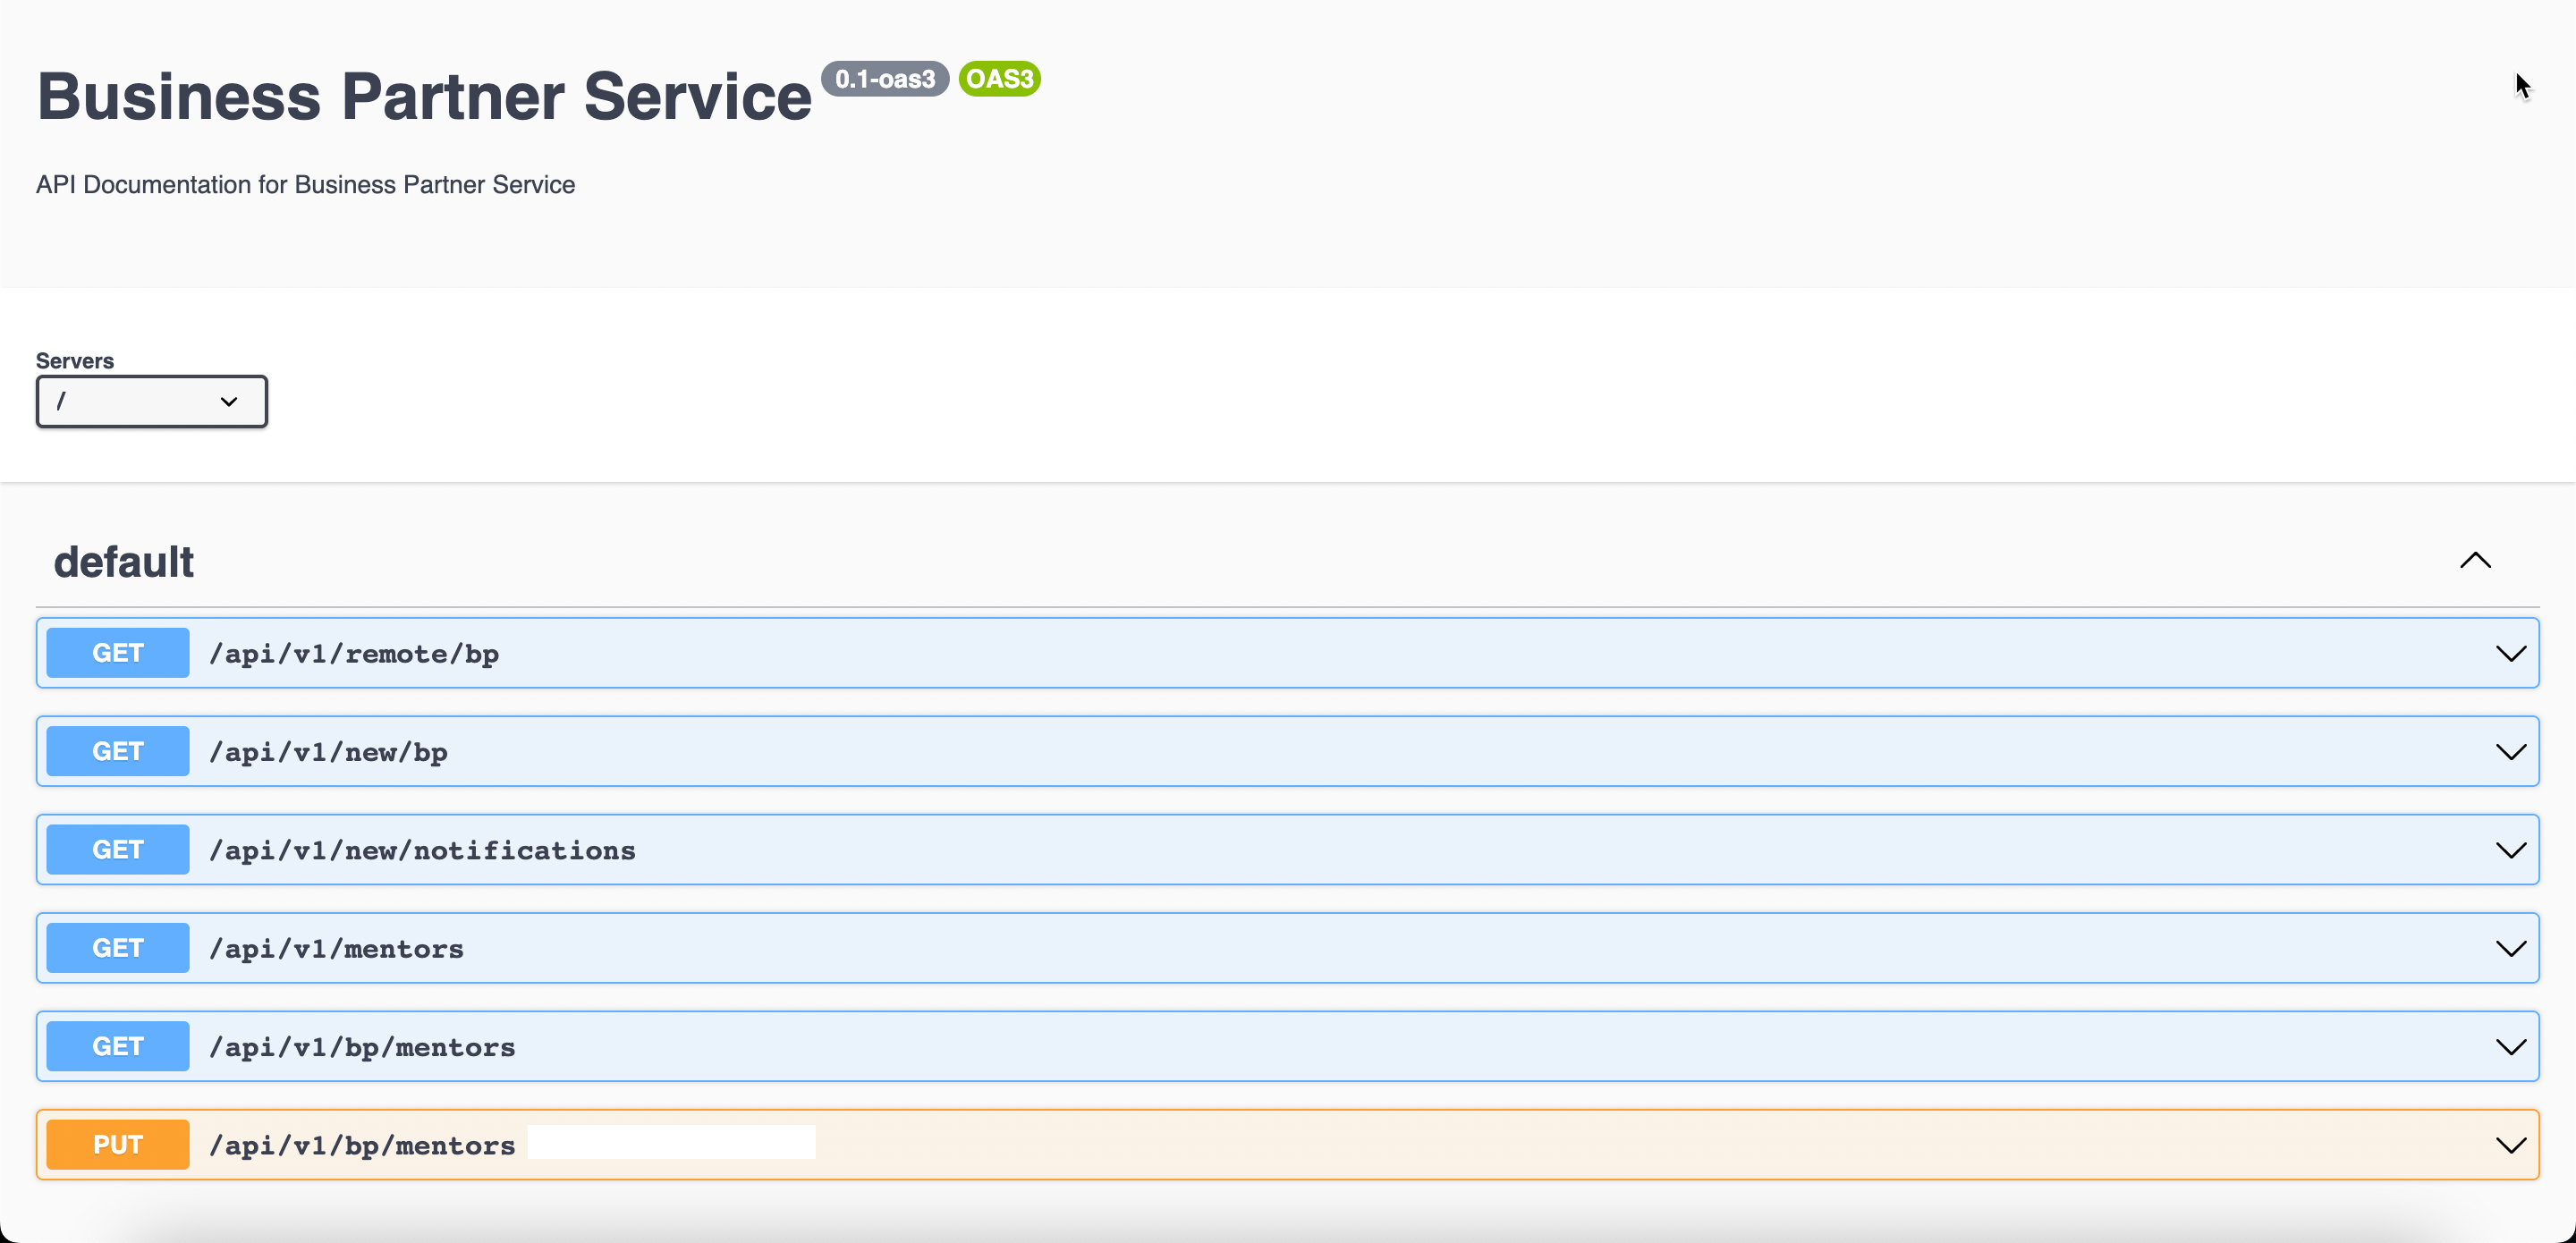 Business Partner Service 0.1-oas3 OAS3
API Documentation for Business Partner Service
Servers
/
default
GET /api/v1/remote/bp
GET /api/v1/new/bp
GET /api/v1/new/notifications
GET /api/v1/mentors
GET /api/v1/bp/mentors
PUT /api/v1/bp/mentors